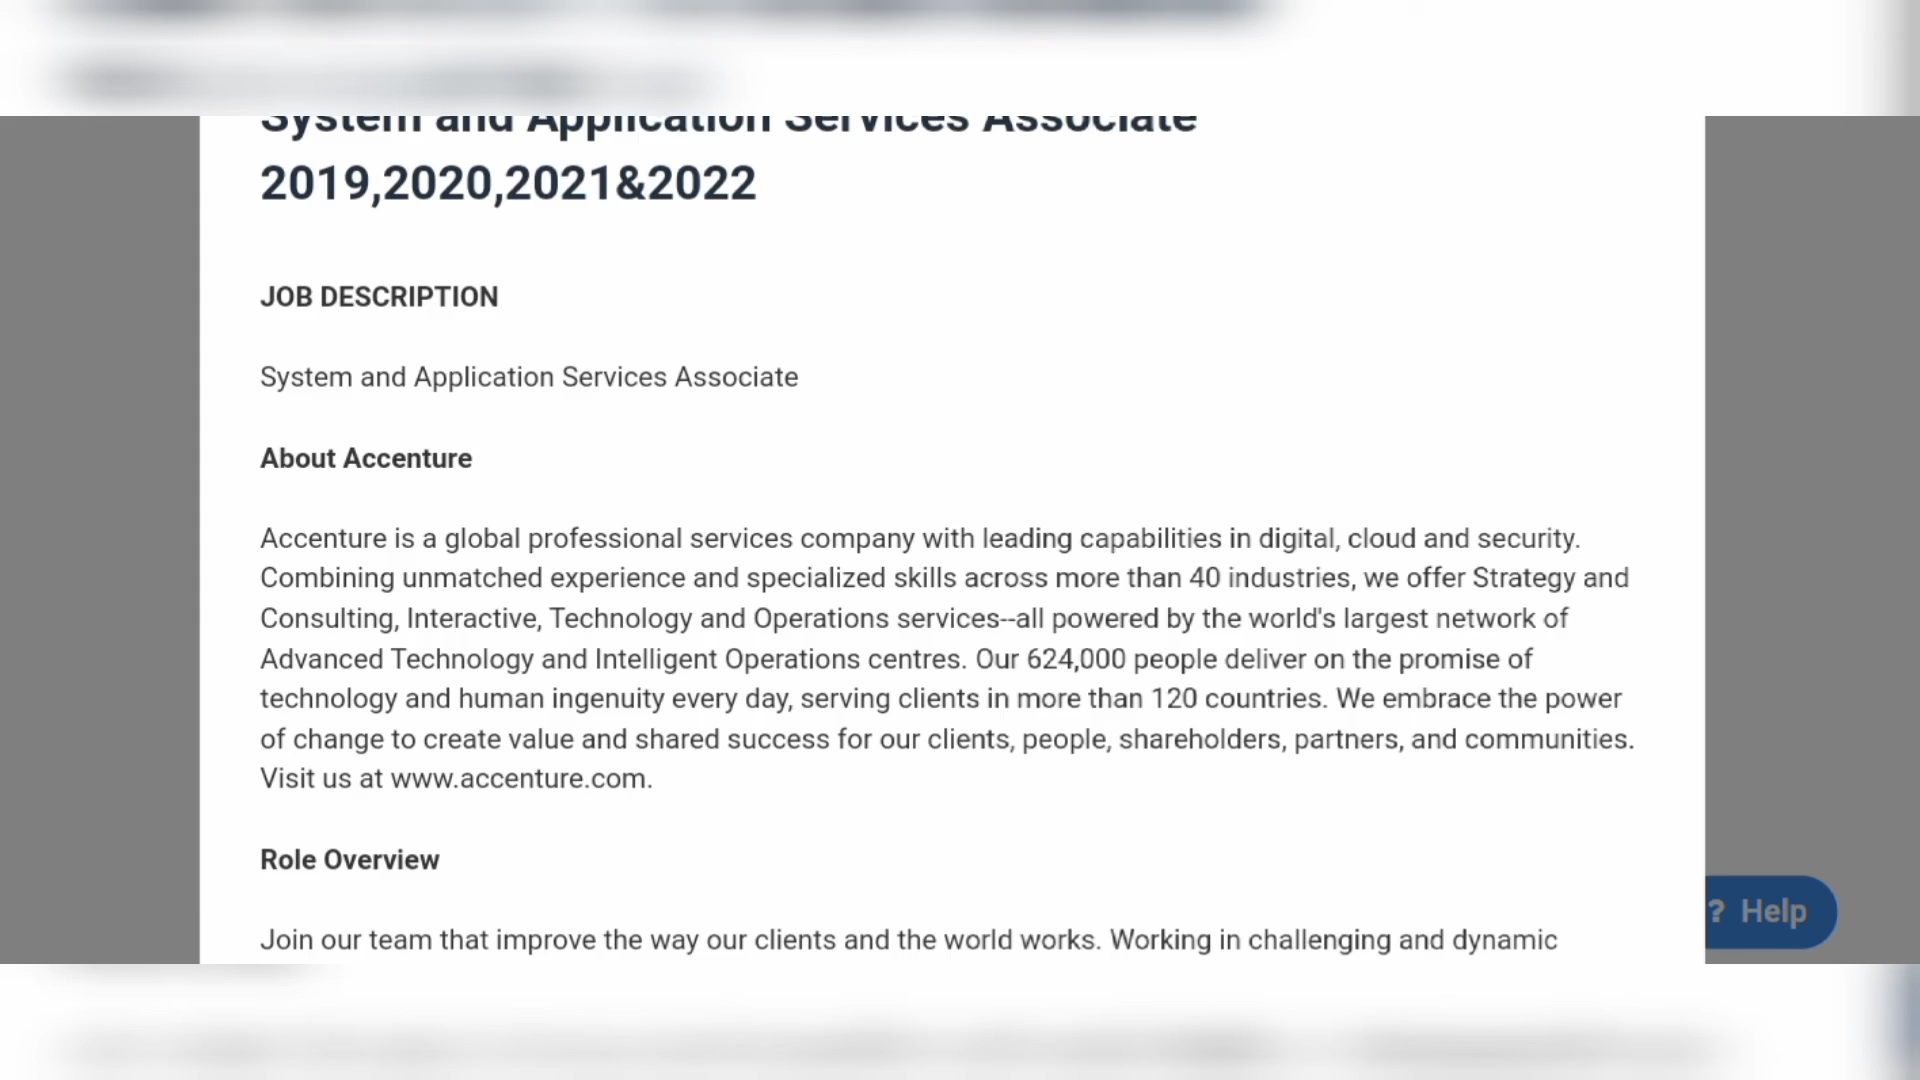 System and Application Services Associate
2019,2020,2021&2022
JOB DESCRIPTION
System and Application Services Associate
About Accenture
Accenture is a global professional services company with leading capabilities in digital, cloud and security.
Combining unmatched experience and specialized skills across more than 40 industries, we offer Strategy and
Consulting, Interactive, Technology and Operations services--all powered by the world's largest network of
Advanced Technology and Intelligent Operations centres. Our 624,000 people deliver on the promise of
technology and human ingenuity every day, serving clients in more than 120 countries. We embrace the power
of change to create value and shared success for our clients, people, shareholders, partners, and communities.
Visit us at www.accenture.com.
Role Overview
? Help
Join our team that improve the way our clients and the world works. Working in challenging and dynamic